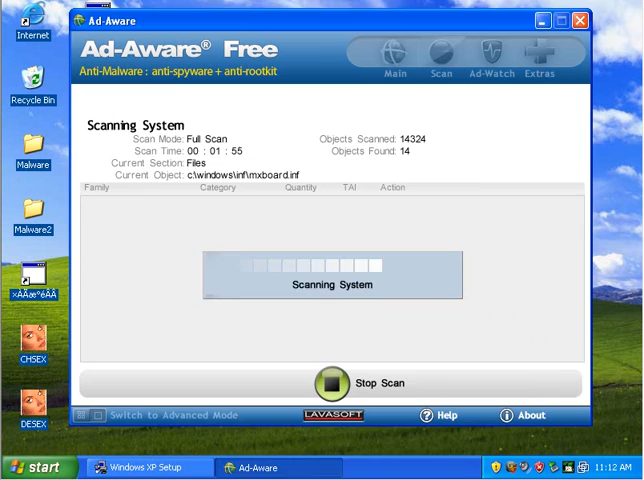 Ad-Aware
Ad-Aware® Free
Anti-Malware : anti-spyware + anti-rootkit
Main Scan Ad-Watch Extras
Internet
Recycle Bin
Malware
Malware2
×ÀÃæ°éÂÂ
CHSEX
DESEX
Scanning System
Scan Mode: Full Scan
Objects Scanned: 14324
Scan Time: 00 : 01 : 55
Objects Found: 14
Current Section: Files
Current Object: c:\windows\inf\mxboard.inf
Family Category Quantity TAI Action
Scanning System
Stop Scan
Switch to Advanced Mode
LAVASOFT
Help
About
start
Windows XP Setup
Ad-Aware
11:12 AM